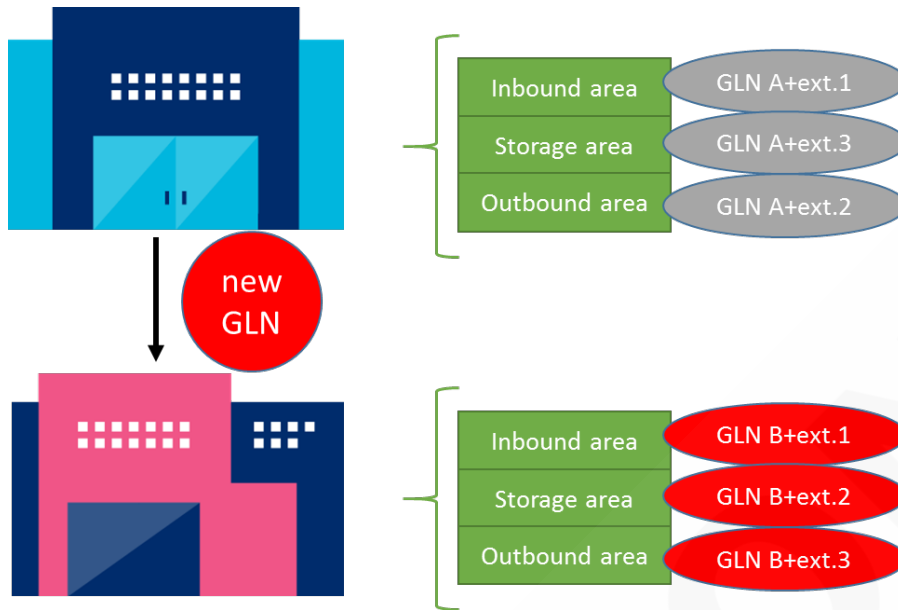 Inbound area
GLN A+ext.1
Storage area
GLN A+ext.3
Outbound area
GLN A+ext.2
new
GLN
Inbound area
GLN B+ext.1
Storage area
GLN B+ext.2
Outbound area
GLN B+ext.3